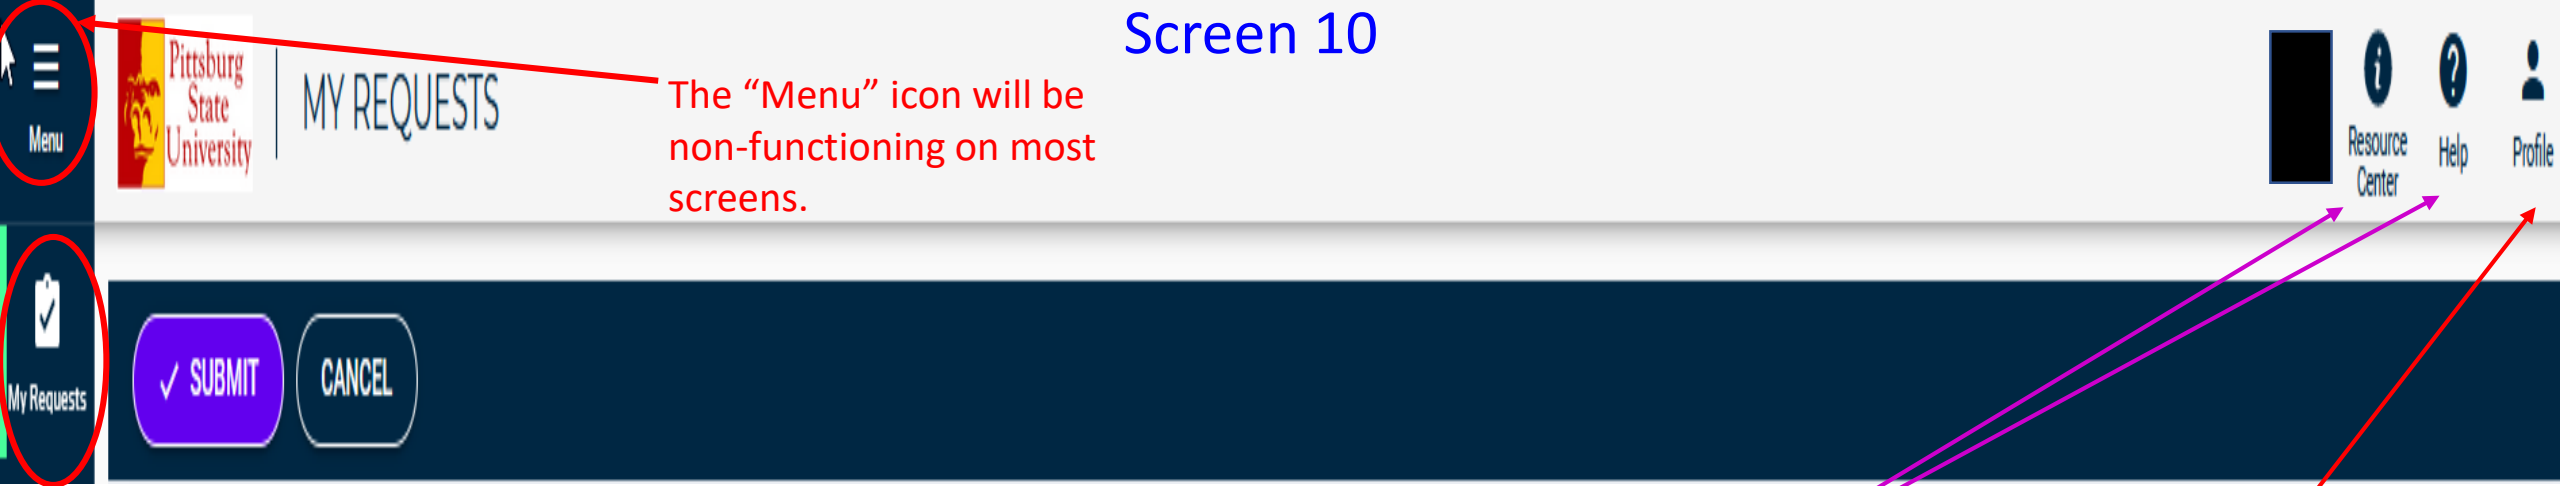 Screen 10
Menu
Pittsburg
State
University
MY REQUESTS
The “Menu” icon will be
non-functioning on most
screens.
Resource
Center
Help
Profile
My Requests
✓ SUBMIT
CANCEL